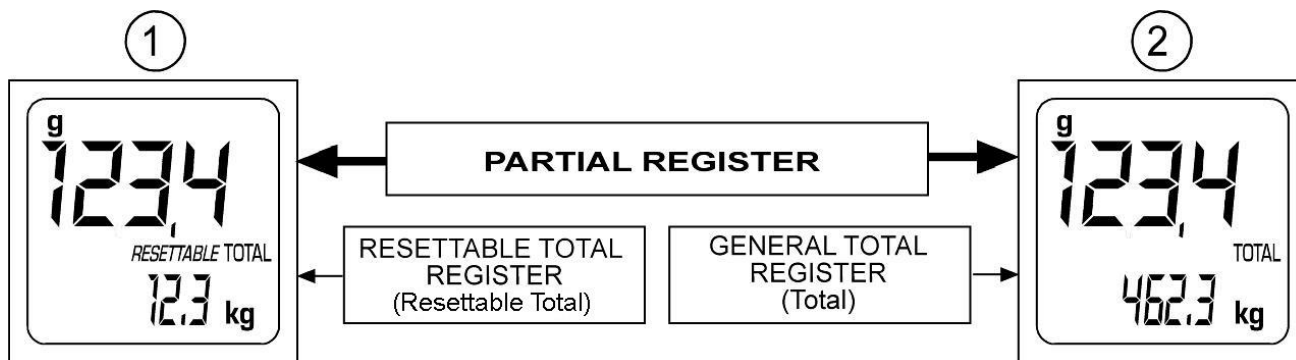 1
2
g
123,4
RESETTABLE TOTAL
12,3 kg
PARTIAL REGISTER
RESETTABLE TOTAL
REGISTER
(Resettable Total)
GENERAL TOTAL
REGISTER
(Total)
g
123,4
TOTAL
462,3 kg